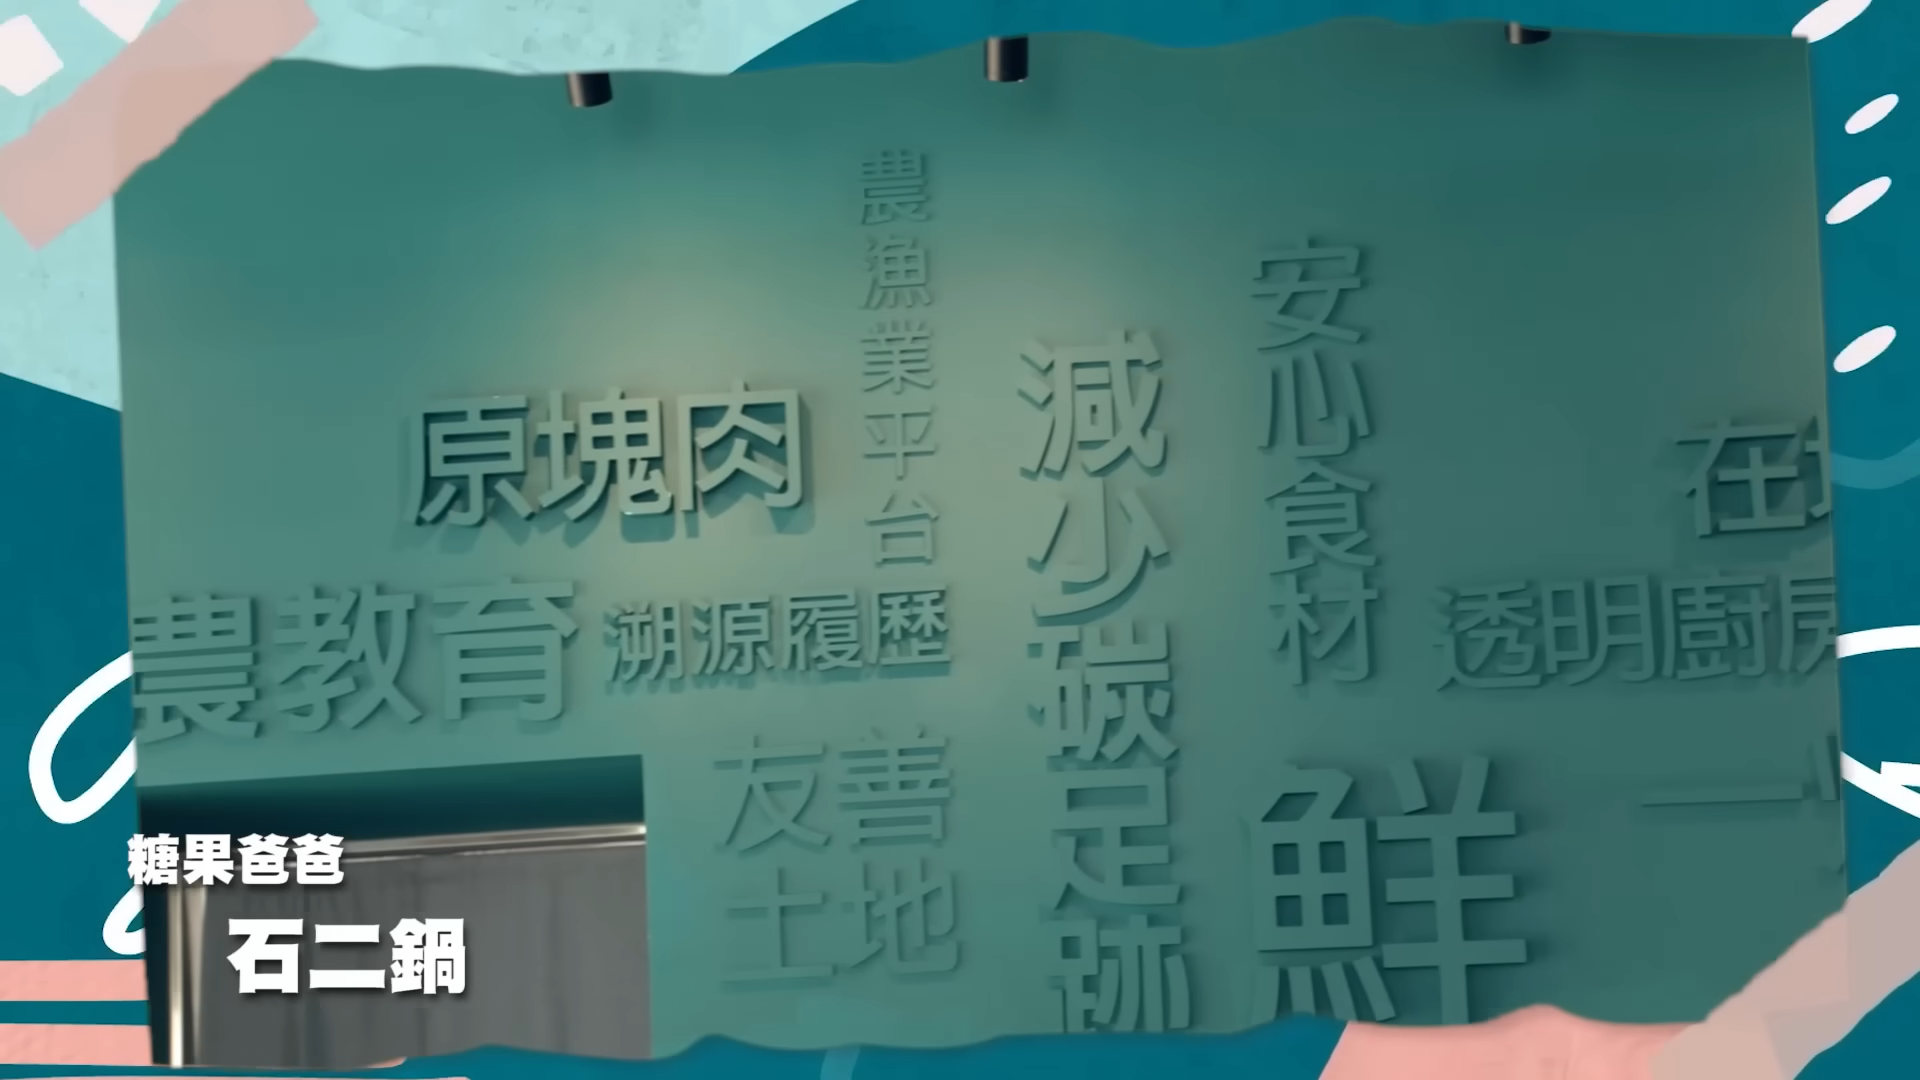 農漁業平台
安心食材
減少碳足跡
原塊肉
在
農教育
溯源履歷
透明廚房
友善
土地
鮮
糖果爸爸
石二鍋